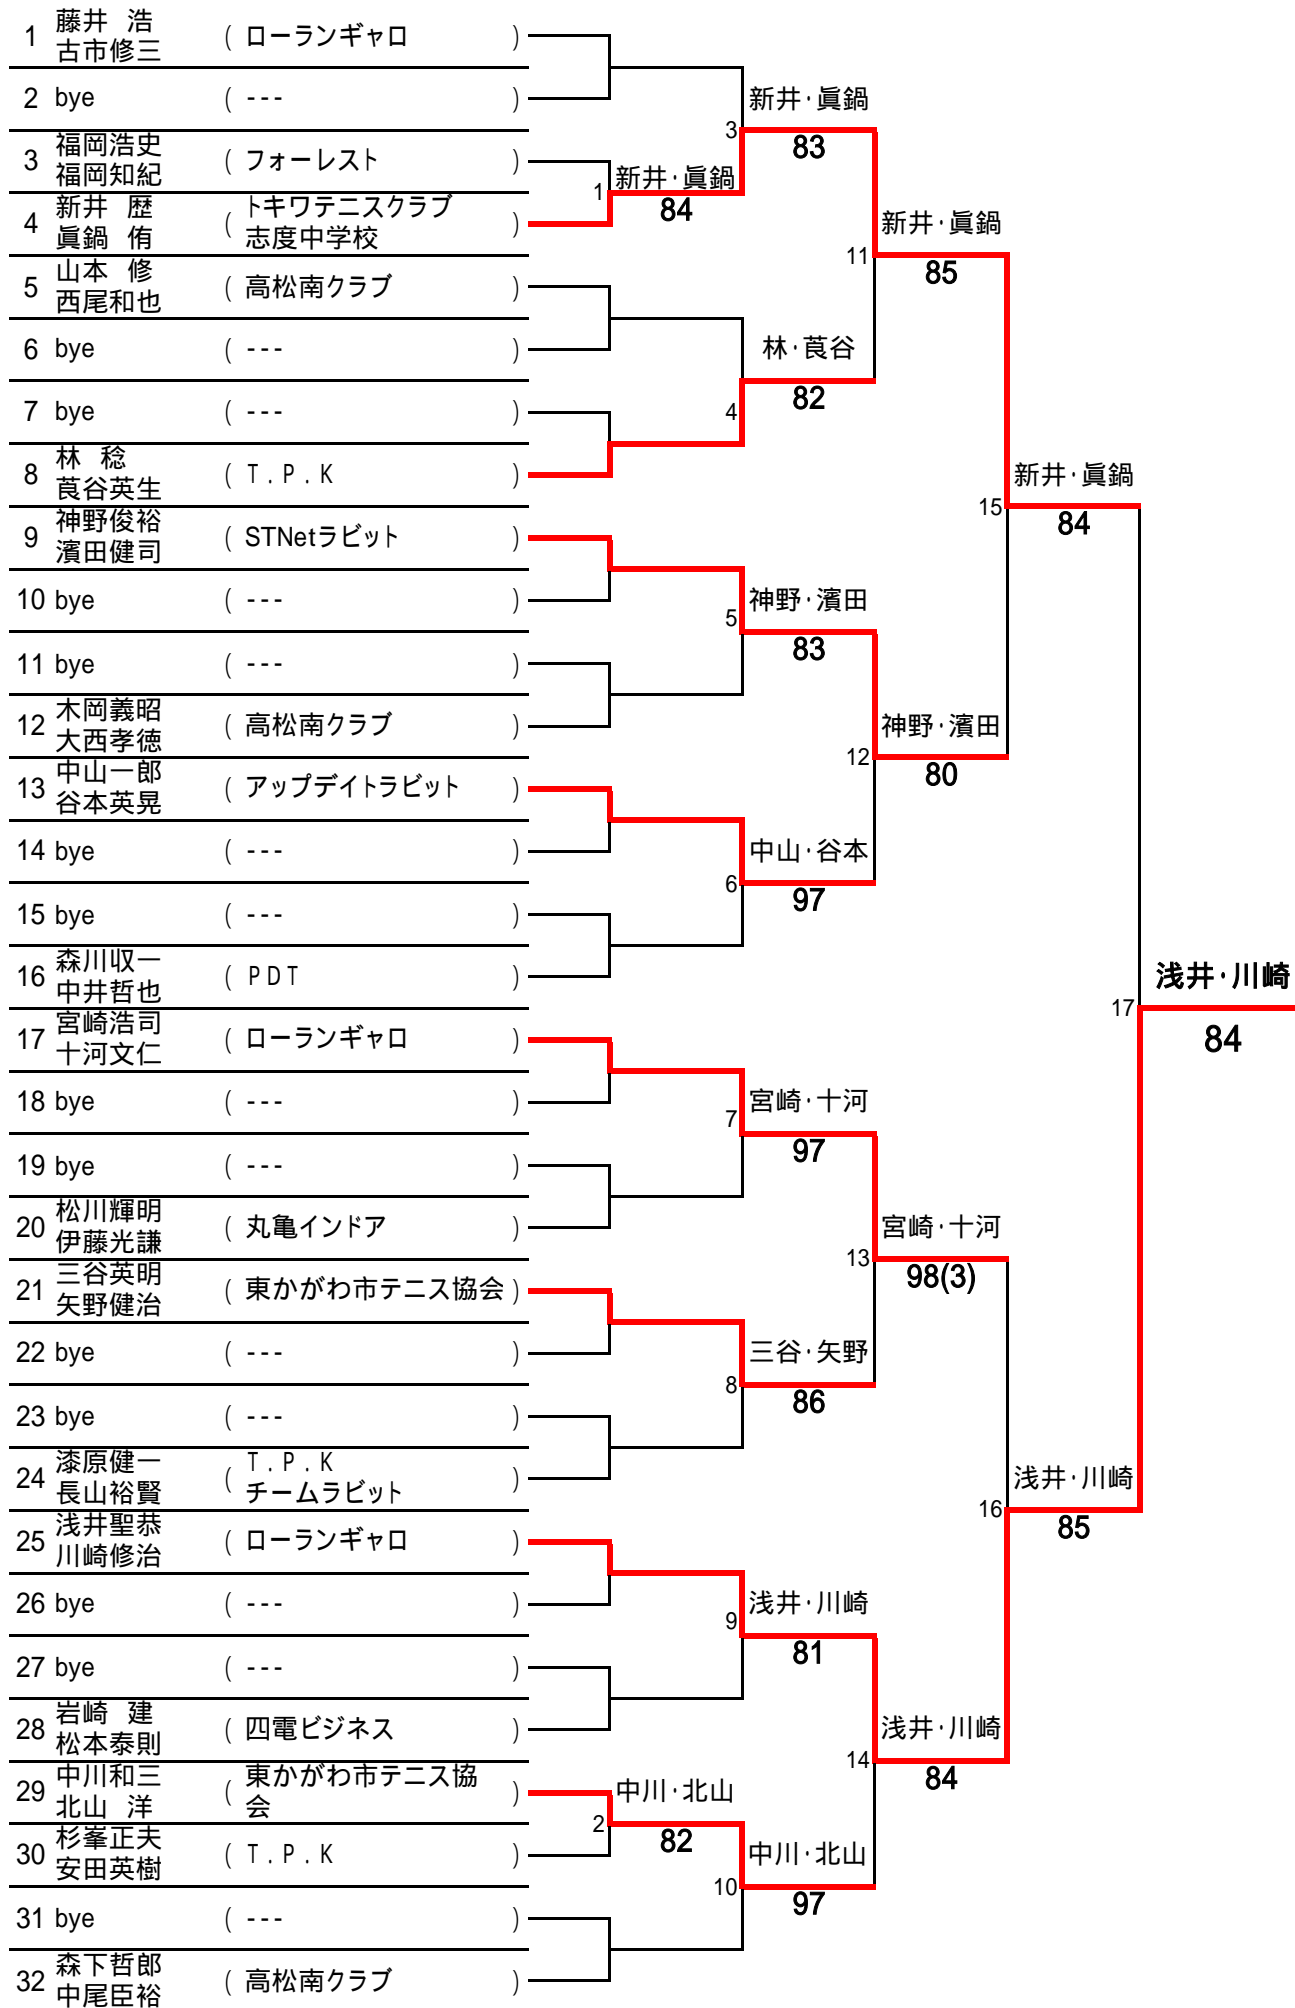 1 藤井 浩 古市修三 ( ローランギャロ )
2 bye ( --- )
3 福岡浩史 福岡知紀 ( フォーレスト )
4 新井 歴 眞鍋 侑 ( トキワテニスクラブ 志度中学校 )
5 山本 修 西尾和也 ( 高松南クラブ )
6 bye ( --- )
7 bye ( --- )
8 林 稔 莨谷英生 ( T.P.K )
9 神野俊裕 濱田健司 ( STNetラビット )
10 bye ( --- )
11 bye ( --- )
12 木岡義昭 大西孝徳 ( 高松南クラブ )
13 中山一郎 谷本英晃 ( アップデイトラビット )
14 bye ( --- )
15 bye ( --- )
16 森川収一 中井哲也 ( PDT )
17 宮崎浩司 十河文仁 ( ローランギャロ )
18 bye ( --- )
19 bye ( --- )
20 松川輝明 伊藤光謙 ( 丸亀インドア )
21 三谷英明 矢野健治 ( 東かがわ市テニス協会 )
22 bye ( --- )
23 bye ( --- )
24 漆原健一 長山裕賢 ( T.P.K チームラビット )
25 浅井聖恭 川崎修治 ( ローランギャロ )
26 bye ( --- )
27 bye ( --- )
28 岩崎 建 松本泰則 ( 四電ビジネス )
29 中川和三 北山 洋 ( 東かがわ市テニス協会 )
30 杉峯正夫 安田英樹 ( T.P.K )
31 bye ( --- )
32 森下哲郎 中尾臣裕 ( 高松南クラブ )
1 新井・眞鍋
84
2 中川・北山
82
3 新井・眞鍋
83
4 林・莨谷
82
5 神野・濱田
83
6 中山・谷本
97
7 宮崎・十河
97
8 三谷・矢野
86
9 浅井・川崎
81
10 中川・北山
97
11 新井・眞鍋
85
12 神野・濱田
80
13 宮崎・十河
98(3)
14 浅井・川崎
84
15 新井・眞鍋
84
16 浅井・川崎
85
17 浅井・川崎
84